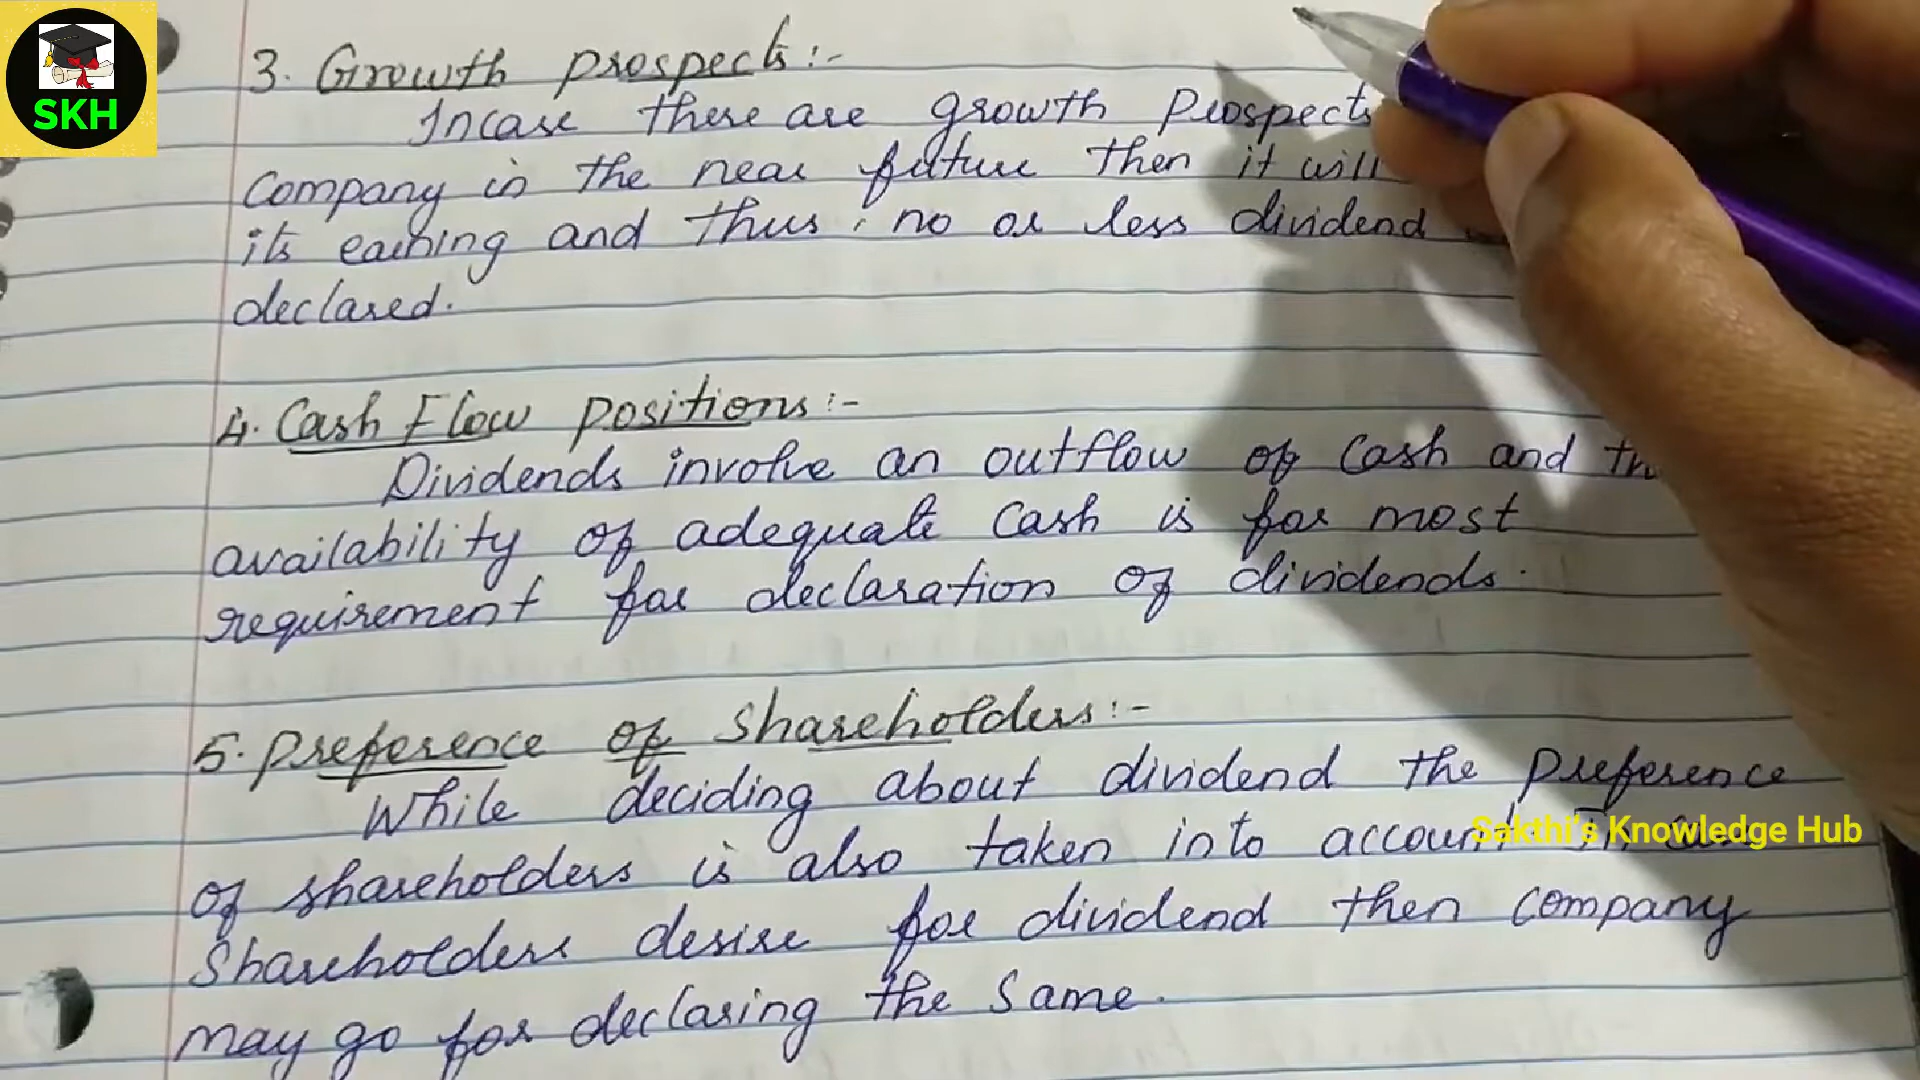 SKH
3. Growth prospects:-
Incase there are growth Prospects
Company in the near future then it will
its earning and thus, no or less dividend
declared.
4. Cash Flow positions:-
Dividends involve an outflow of Cash and
availability of adequate Cash is for most
requirement for declaration of dividends.
5. Preference of Shareholders:-
While deciding about dividend the Preference
of shareholders is also taken into account In case
Sakthi's Knowledge Hub
Shareholders desire for dividend then Company
may go for declaring the Same.